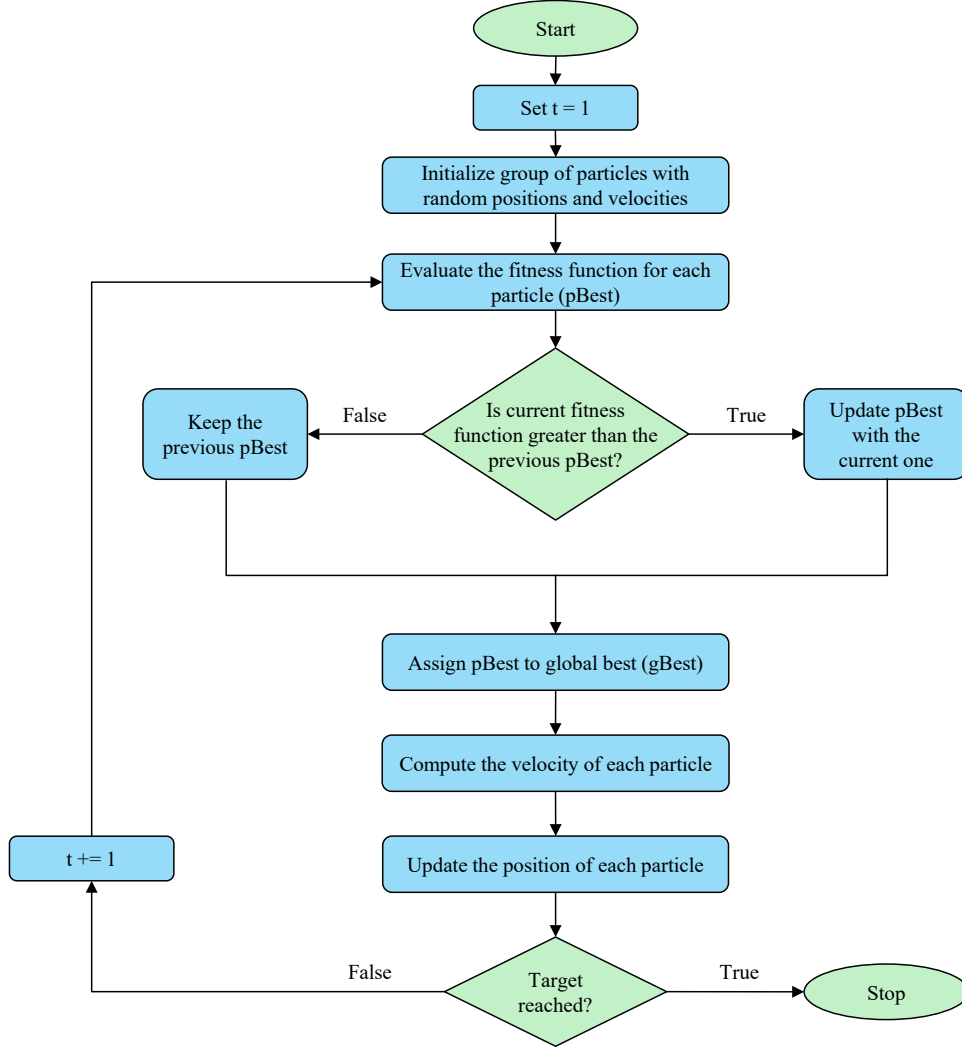 Start
Set t = 1
Initialize group of particles with
random positions and velocities
Evaluate the fitness function for each
particle (pBest)
Is current fitness
function greater than the
previous pBest?
False
True
Keep the
previous pBest
Update pBest
with the
current one
Assign pBest to global best (gBest)
Compute the velocity of each particle
Update the position of each particle
t += 1
Target
reached?
False
True
Stop